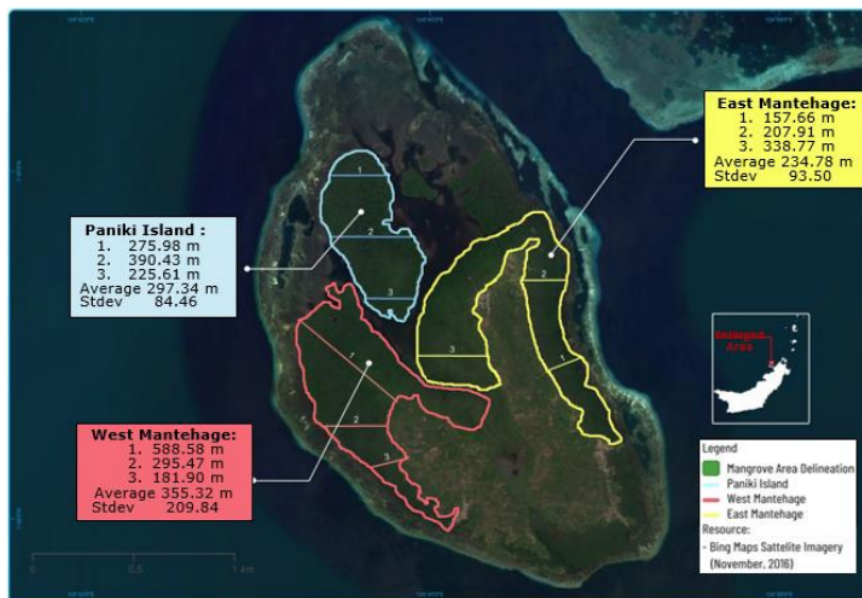 East Mantehage:
1. 157.66 m
2. 207.91 m
3. 338.77 m
Average 234.78 m
Stdev 93.50
Paniki Island :
1. 275.98 m
2. 390.43 m
3. 225.61 m
Average 297.34 m
Stdev 84.46
West Mantehage:
1. 588.58 m
2. 295.47 m
3. 181.90 m
Average 355.32 m
Stdev 209.84
1
2
3
1
2
3
2
1
3
Area
Legend
Mangrove Area Delineation
Paniki Island
West Mantehage
East Mantehage
Resource:
- Bing Maps Sattelite Imagery
(November, 2016)
0 0,5 1 km